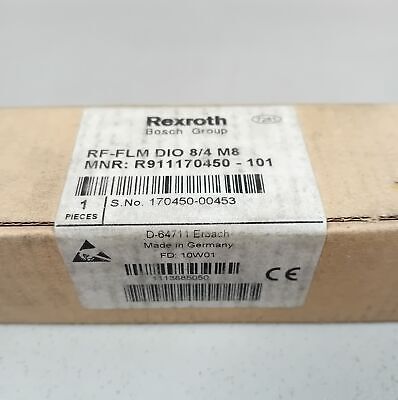 Rexroth
Bosch Group
RF-FLM DIO 8/4 M8
MNR: R911170450 - 101
1
PIECES
S.No. 170450-00453
D-64711 Erbach
Made in Germany
FD: 10W01
1113885050
CE